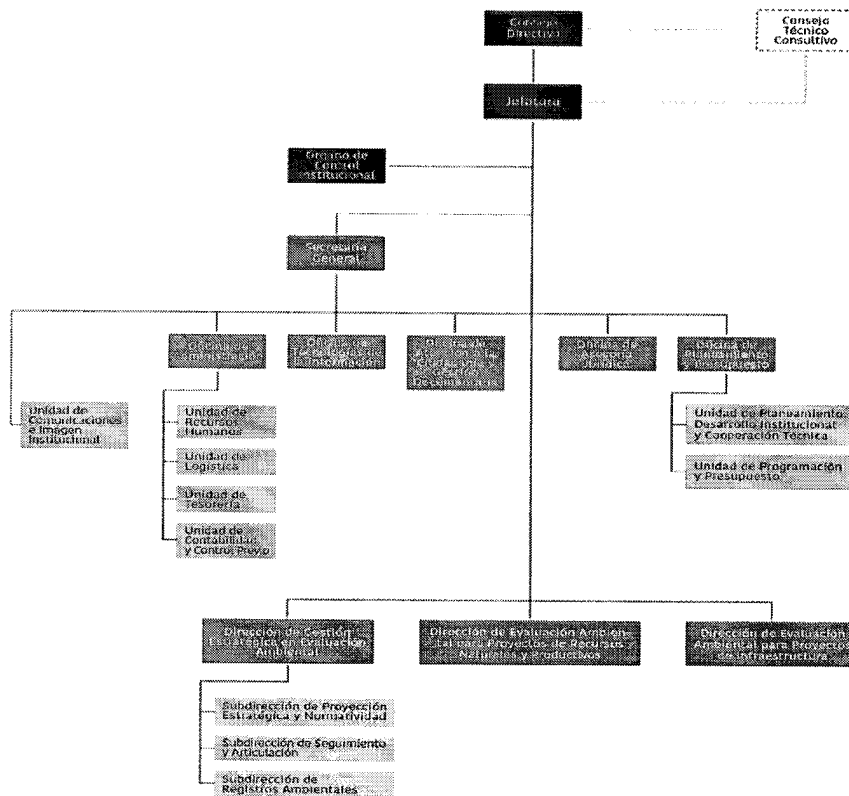 Consejo
Directivo
Consejo
Técnico
Consultivo
Jefatura
Órgano de
Control
Institucional
Secretaría
General
Oficina de
Administración
Oficina de
Tecnologías de
la Información
Oficina de
Asesoría
Jurídica
Oficina de
Planeamiento
y Presupuesto
Unidad de
Comunicaciones
e Imagen
Institucional
Unidad de
Recursos
Humanos
Unidad de
Logística
Unidad de
Tesorería
Unidad de
Contabilidad
y Control Previo
Unidad de Planeamiento,
Desarrollo Institucional
y Cooperación Técnica
Unidad de Programación
y Presupuesto
Dirección de Gestión
Estratégica en Evaluación
Ambiental
Dirección de Evaluación Ambien-
tal para Proyectos de Recursos
Naturales y Productivos
Dirección de Evaluación
Ambiental para Proyectos
de Infraestructura
Subdirección de Proyección
Estratégica y Normatividad
Subdirección de Seguimiento
y Articulación
Subdirección de
Registros Ambientales